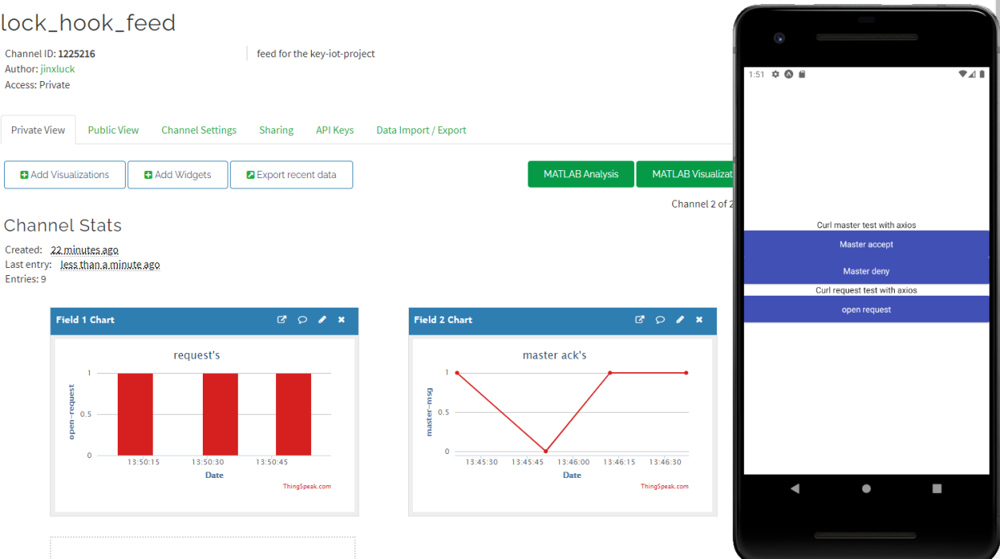 lock_hook_feed
Channel ID: 1225216
Author: jinxluck
Access: Private
feed for the key-iot-project
Private View
Public View
Channel Settings
Sharing
API Keys
Data Import / Export
Add Visualizations
Add Widgets
Export recent data
MATLAB Analysis
MATLAB Visualizat
Channel 2 of 2
Channel Stats
Created: 22 minutes ago
Last entry: less than a minute ago
Entries: 9
Field 1 Chart
request's
open-request
1
0.5
0
13:50:15 13:50:30 13:50:45
Date
ThingSpeak.com
Field 2 Chart
master ack's
master-msg
1
0.5
0
13:45:30 13:45:45 13:46:00 13:46:15 13:46:30
Date
ThingSpeak.com
1:51
Curl master test with axios
Master accept
Master deny
Curl request test with axios
open request